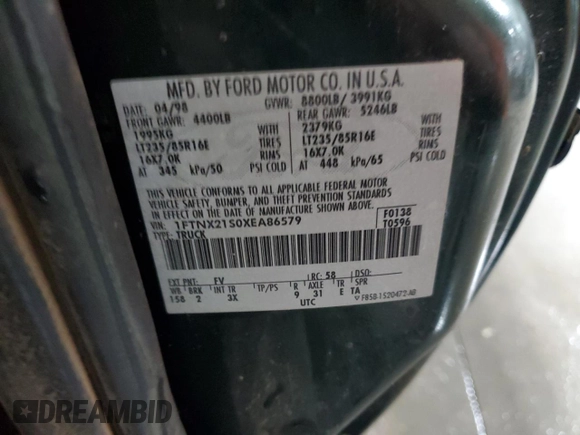 MFD. BY FORD MOTOR CO. IN U.S.A.
DATE: 04/98 GVWR: 8800LB/ 3991KG
FRONT GAWR: 4400LB REAR GAWR: 5246LB
1995KG WITH 2379KG WITH
LT235/85R16E TIRES LT235/85R16E TIRES
16X7.0K RIMS 16X7.0K RIMS
AT 345 kPa/50 PSI COLD AT 448 kPa/65 PSI COLD
THIS VEHICLE CONFORMS TO ALL APPLICABLE FEDERAL MOTOR
VEHICLE SAFETY, BUMPER, AND THEFT PREVENTION STANDARDS
IN EFFECT ON THE DATE OF MANUFACTURE SHOWN ABOVE.
VIN: 1FTNX21S0XEA86579 F0138
TYPE: TRUCK T0596
EXT PNT: FV RC: 58 DSO:
WB BRK INT TR TP/PS R AXLE TR SPR
158 2 3X 9 31 E TA
UTC F85B-1520472-AB
DREAMBID